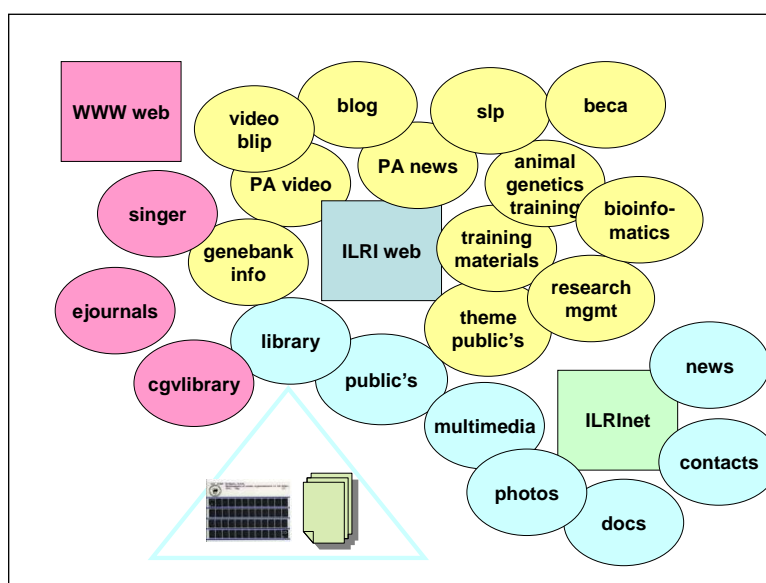 WWW web
video
blip
blog
slp
beca
PA video
PA news
animal
genetics
training
singer
bioinfo-
matics
genebank
info
ILRI web
training
materials
ejournals
research
mgmt
library
theme
public's
cgvlibrary
public's
news
multimedia
ILRInet
contacts
photos
docs